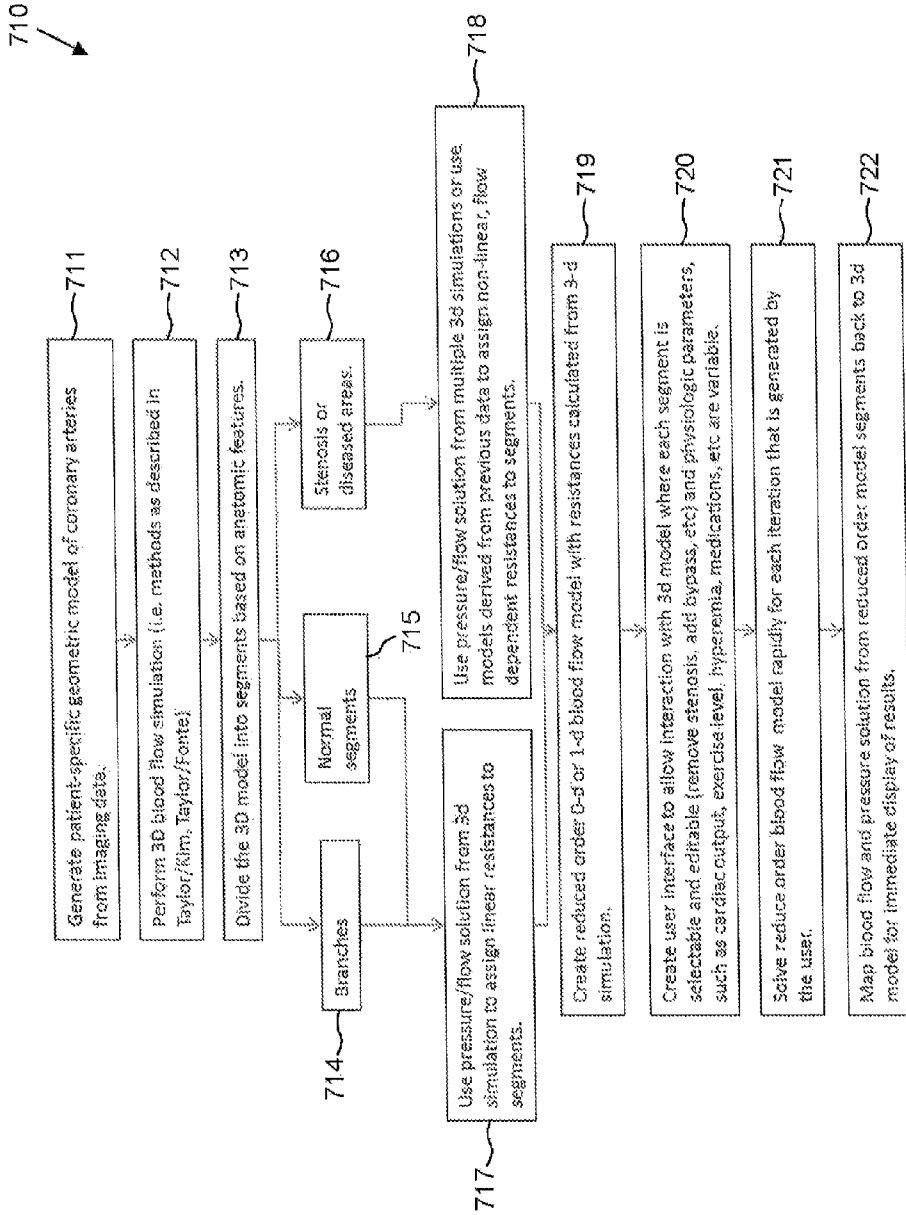 710
Generate patient-specific geometric model of coronary arteries
from imaging data.
711
Perform 3D blood flow simulation (i.e. methods as described in
Taylor/Kim, Taylor/Fonte)
712
Divide the 3D model into segments based on anatomic features.
713
Branches
714
Normal
segments
715
Stenosis or
diseased areas.
716
Use pressure/flow solution from 3d
simulation to assign linear resistances to
segments.
717
Use pressure/flow solution from multiple 3d simulations or use
models derived from previous data to assign non-linear, flow
dependent resistances to segments.
718
Create reduced order 0-d or 1-d blood flow model with resistances calculated from 3-d
simulation.
719
Create user interface to allow interaction with 3d model where each segment is
selectable and editable (remove stenosis, add bypass, etc) and physiologic parameters,
such as cardiac output, exercise level, hyperemia, medications, etc are variable.
720
Solve reduce order blood flow model rapidly for each iteration that is generated by
the user.
721
Map blood flow and pressure solution from reduced order model segments back to 3d
model for immediate display of results.
722